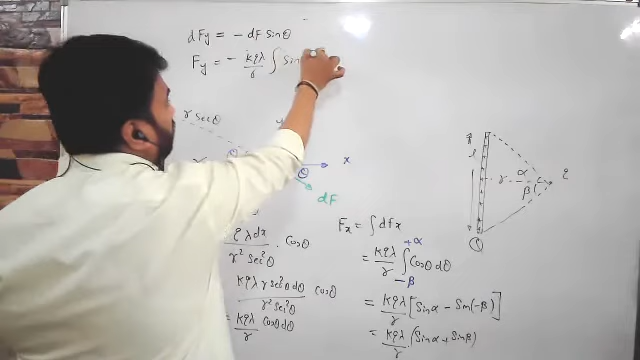 dFy = - dF Sinθ
Fy = - kqλ/r ∫ Sin
r Secθ
y
x
θ
θ
dF
qλdx/r² Sec²θ . Cosθ
kqλ r Sec²θ dθ/r² Sec²θ Cosθ
= kqλ/r Cosθ dθ
Fx = ∫ dfx
= kqλ/r ∫ +α -β Cosθ dθ
= kqλ/r [Sinα - Sin(-β)]
= kqλ/r (Sinα + Sinβ)
l
r
α
β
q
Q